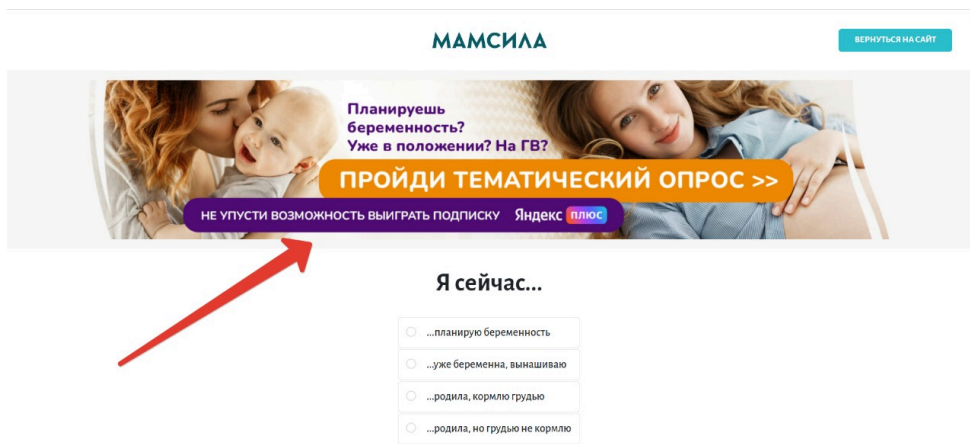 МАМСИЛА
ВЕРНУТЬСЯ НА САЙТ
Планируешь
беременность?
Уже в положении? На ГВ?
ПРОЙДИ ТЕМАТИЧЕСКИЙ ОПРОС >>
НЕ УПУСТИ ВОЗМОЖНОСТЬ ВЫИГРАТЬ ПОДПИСКУ Яндекс плюс
Я сейчас...
...планирую беременность
...уже беременна, вынашиваю
...родила, кормлю грудью
...родила, но грудью не кормлю